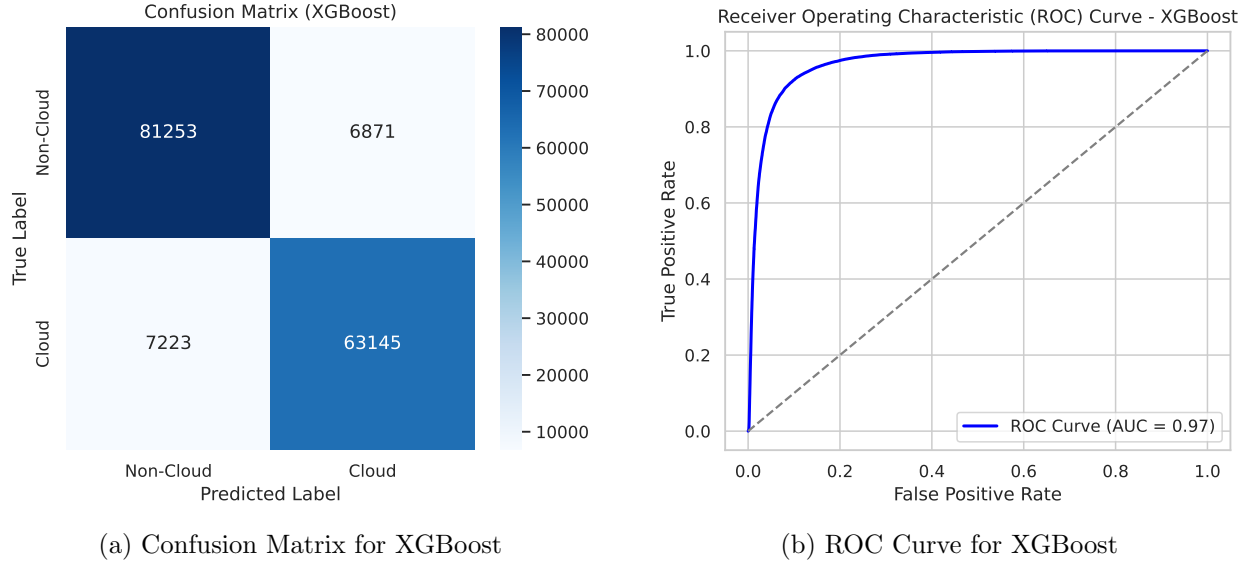 Confusion Matrix (XGBoost)
True Label
Non-Cloud
Cloud
81253
6871
7223
63145
Non-Cloud
Cloud
Predicted Label
80000
70000
60000
50000
40000
30000
20000
10000
(a) Confusion Matrix for XGBoost
Receiver Operating Characteristic (ROC) Curve - XGBoost
True Positive Rate
1.0
0.8
0.6
0.4
0.2
0.0
ROC Curve (AUC = 0.97)
0.0
0.2
0.4
0.6
0.8
1.0
False Positive Rate
(b) ROC Curve for XGBoost